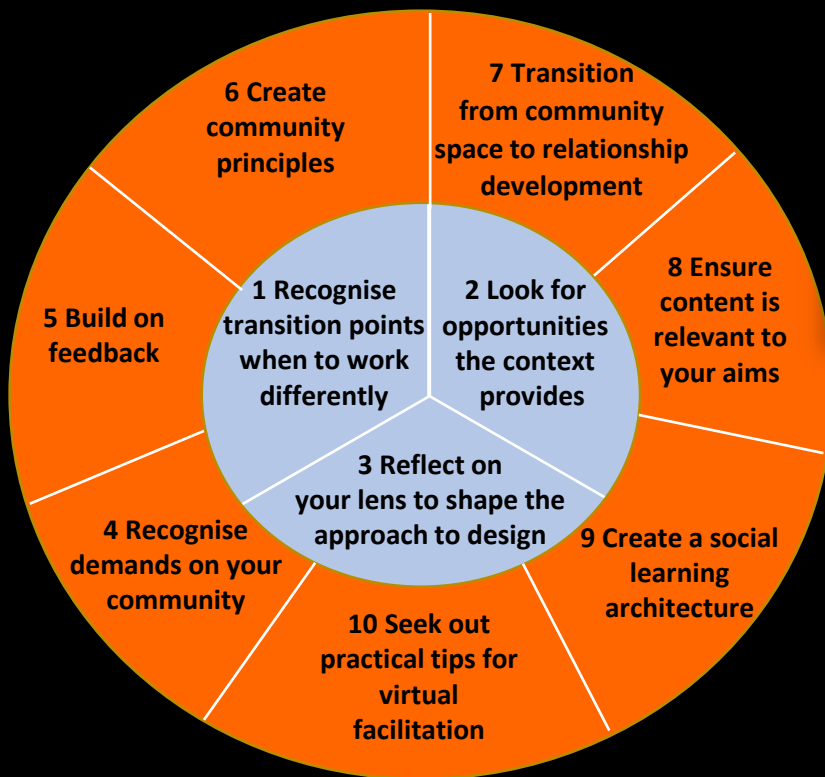 1 Recognise
transition points
when to work
differently
2 Look for
opportunities
the context
provides
3 Reflect on
your lens to shape the
approach to design
4 Recognise
demands on your
community
5 Build on
feedback
6 Create
community
principles
7 Transition
from community
space to relationship
development
8 Ensure
content is
relevant to
your aims
9 Create a social
learning
architecture
10 Seek out
practical tips for
virtual
facilitation